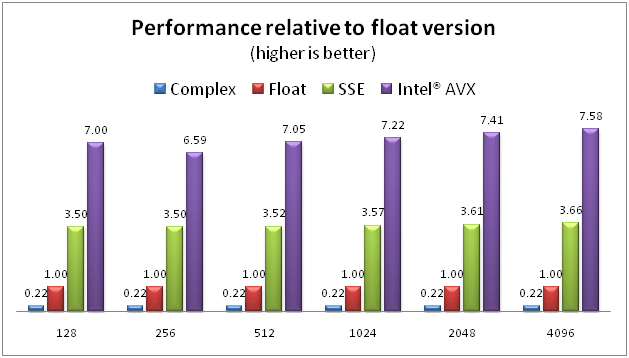 Performance relative to float version
(higher is better)
Complex Float SSE Intel® AVX
7.00 6.59 7.05 7.22 7.41 7.58
3.50 3.50 3.52 3.57 3.61 3.66
1.00 1.00 1.00 1.00 1.00 1.00
0.22 0.22 0.22 0.22 0.22 0.22
128 256 512 1024 2048 4096